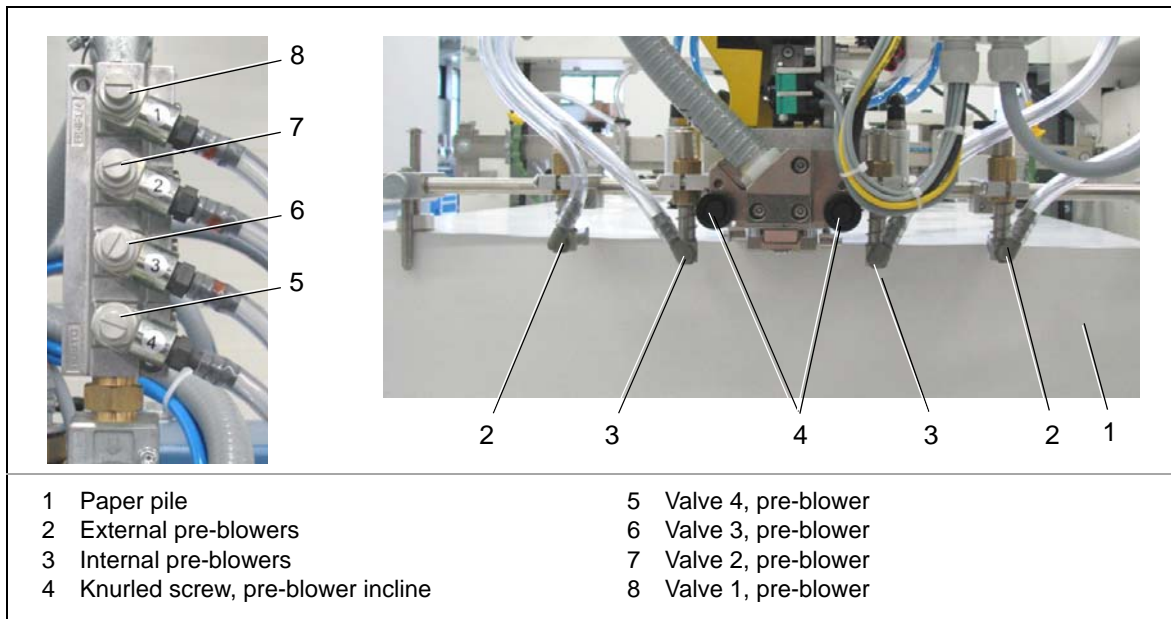 8
7
6
5
1
2
3
4
2
3
4
3
2
1
1 Paper pile
2 External pre-blowers
3 Internal pre-blowers
4 Knurled screw, pre-blower incline
5 Valve 4, pre-blower
6 Valve 3, pre-blower
7 Valve 2, pre-blower
8 Valve 1, pre-blower